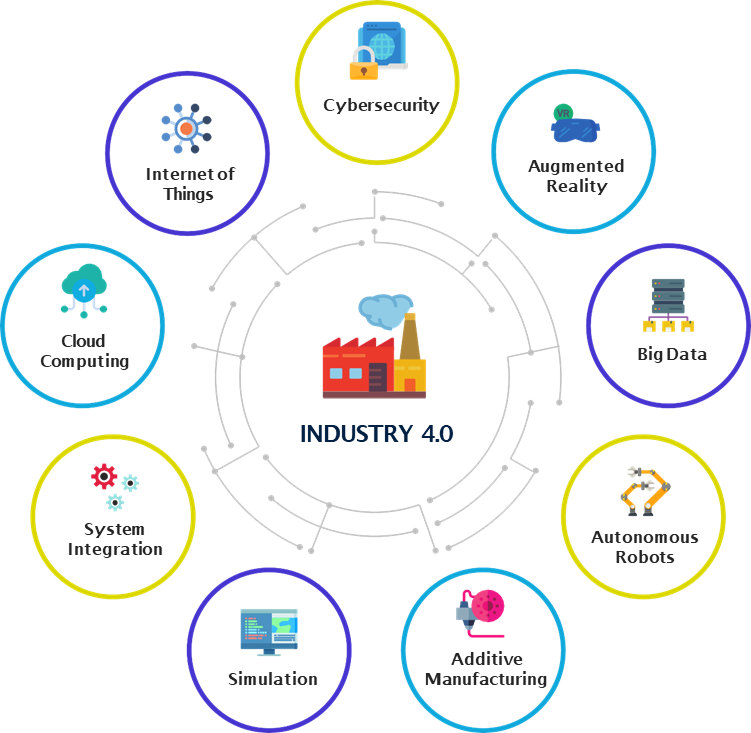 Cybersecurity
VR
Augmented
Reality
Internet of
Things
Cloud
Computing
Big Data
INDUSTRY 4.0
System
Integration
Autonomous
Robots
Simulation
Additive
Manufacturing